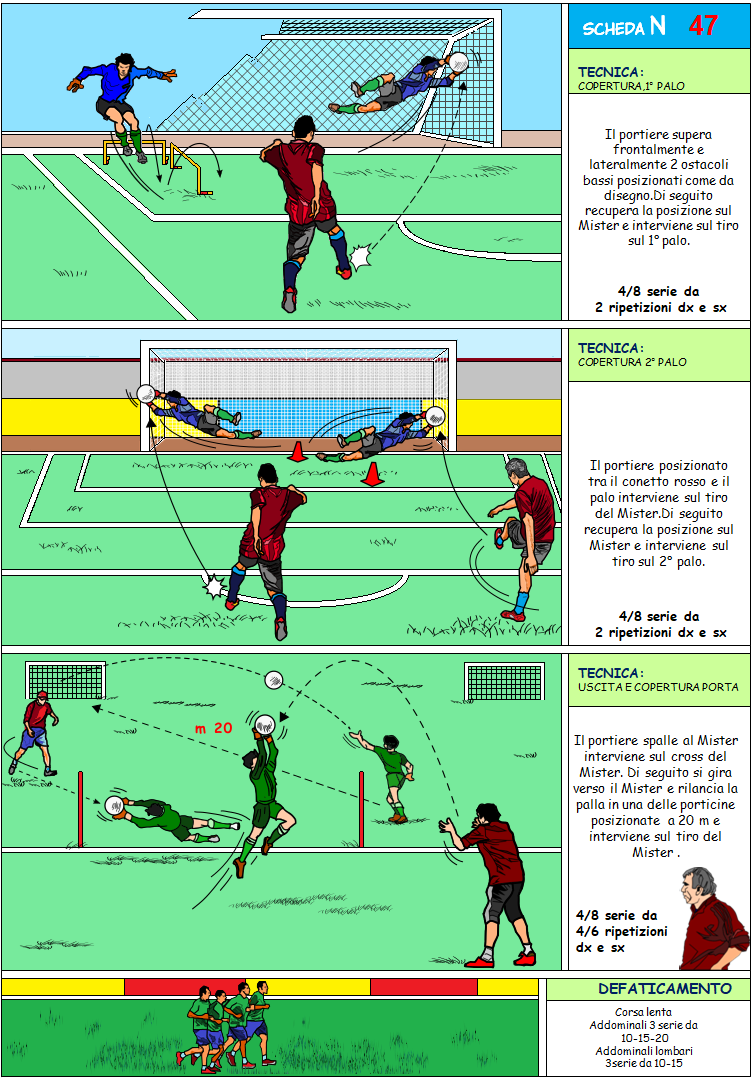 SCHEDA N 47
TECNICA:
COPERTURA,1° PALO
Il portiere supera
frontalmente e
lateralmente 2 ostacoli
bassi posizionati come da
disegno.Di seguito
recupera la posizione sul
Mister e interviene sul tiro
sul 1° palo.
4/8 serie da
2 ripetizioni dx e sx
TECNICA:
COPERTURA 2° PALO
Il portiere posizionato
tra il conetto rosso e il
palo interviene sul tiro
del Mister.Di seguito
recupera la posizione sul
Mister e interviene sul
tiro sul 2° palo.
4/8 serie da
2 ripetizioni dx e sx
m 20
TECNICA:
USCITA E COPERTURA PORTA
Il portiere spalle al Mister
interviene sul cross del
Mister. Di seguito si gira
verso il Mister e rilancia la
palla in una delle porticine
posizionate a 20 m e
interviene sul tiro del
Mister .
4/8 serie da
4/6 ripetizioni
dx e sx
DEFATICAMENTO
Corsa lenta
Addominali 3 serie da
10-15-20
Addominali lombari
3serie da 10-15